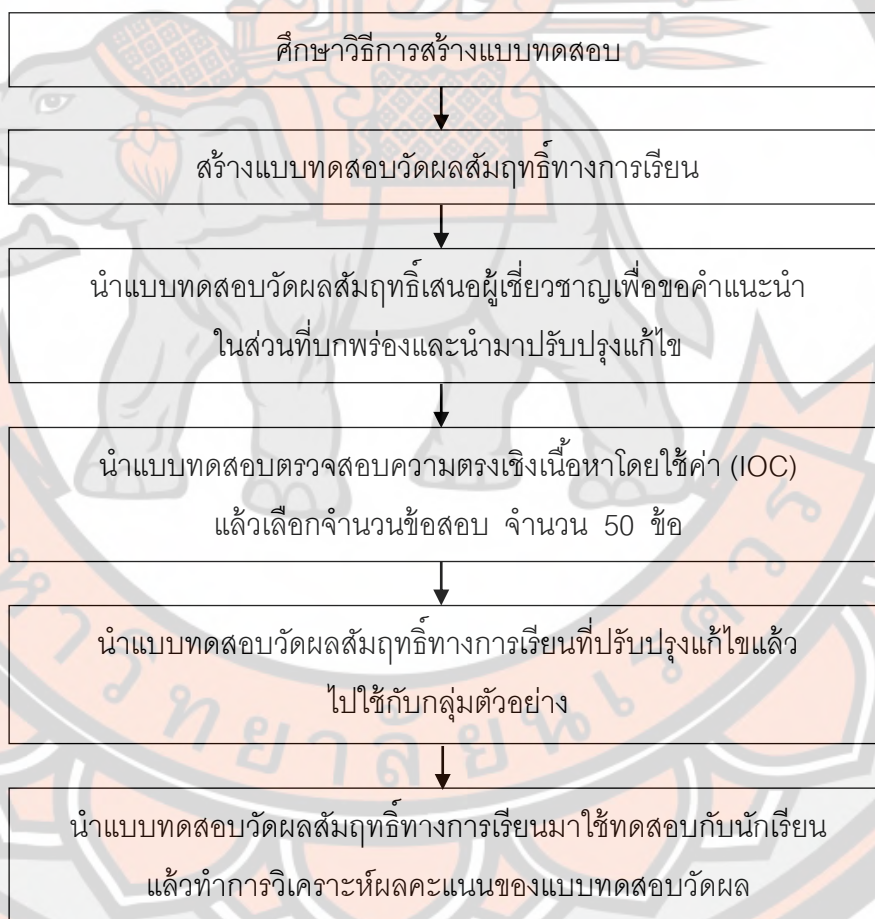 ศึกษาวิธีการสร้างแบบทดสอบ
สร้างแบบทดสอบวัดผลสัมฤทธิ์ทางการเรียน
นำแบบทดสอบวัดผลสัมฤทธิ์เสนอผู้เชี่ยวชาญเพื่อขอคำแนะนำ
ในส่วนที่บกพร่องและนำมาปรับปรุงแก้ไข
นำแบบทดสอบตรวจสอบความตรงเชิงเนื้อหาโดยใช้ค่า (IOC)
แล้วเลือกจำนวนข้อสอบ จำนวน 50 ข้อ
นำแบบทดสอบวัดผลสัมฤทธิ์ทางการเรียนที่ปรับปรุงแก้ไขแล้ว
ไปใช้กับกลุ่มตัวอย่าง
นำแบบทดสอบวัดผลสัมฤทธิ์ทางการเรียนมาใช้ทดสอบกับนักเรียน
แล้วทำการวิเคราะห์ผลคะแนนของแบบทดสอบวัดผล
หาวิทยาลัยนเรศวร